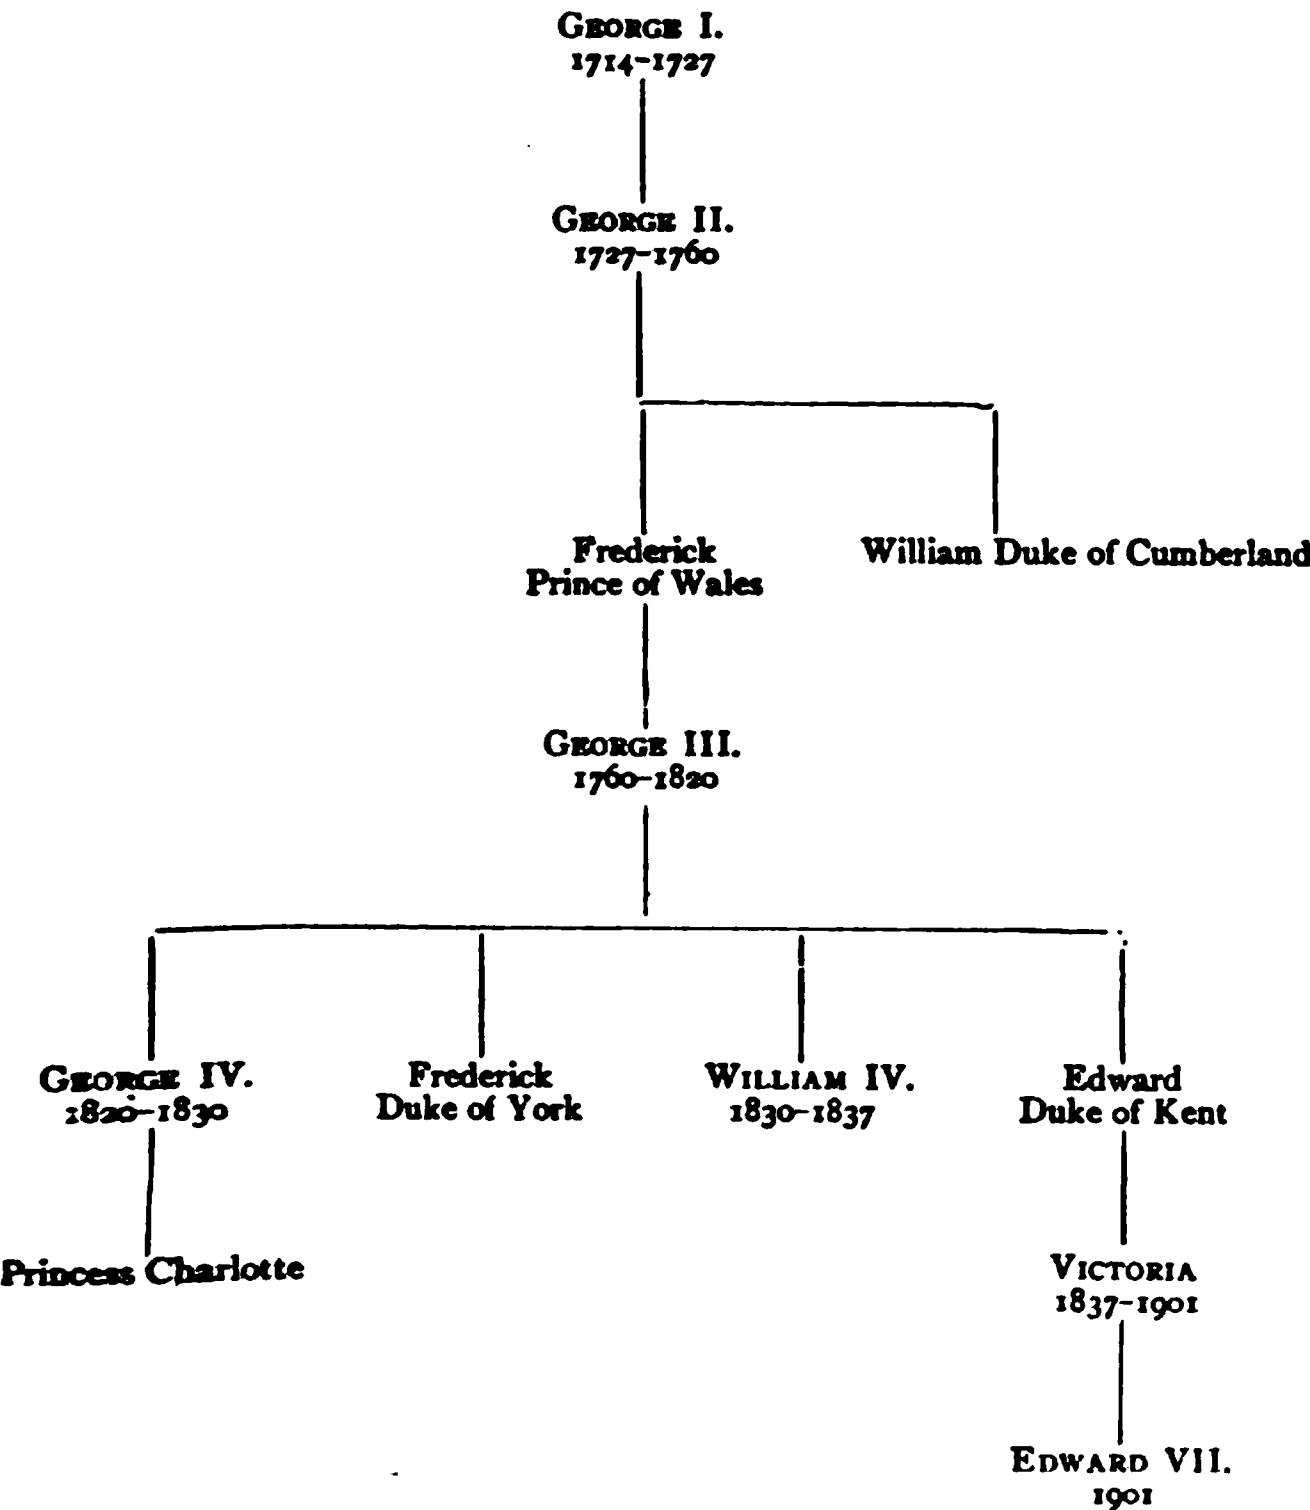 GEORGE I.
1714-1727
GEORGE II.
1727-1760
Frederick
Prince of Wales
William Duke of Cumberland
GEORGE III.
1760-1820
GEORGE IV.
1820-1830
Frederick
Duke of York
WILLIAM IV.
1830-1837
Edward
Duke of Kent
Princess Charlotte
VICTORIA
1837-1901
EDWARD VII.
1901